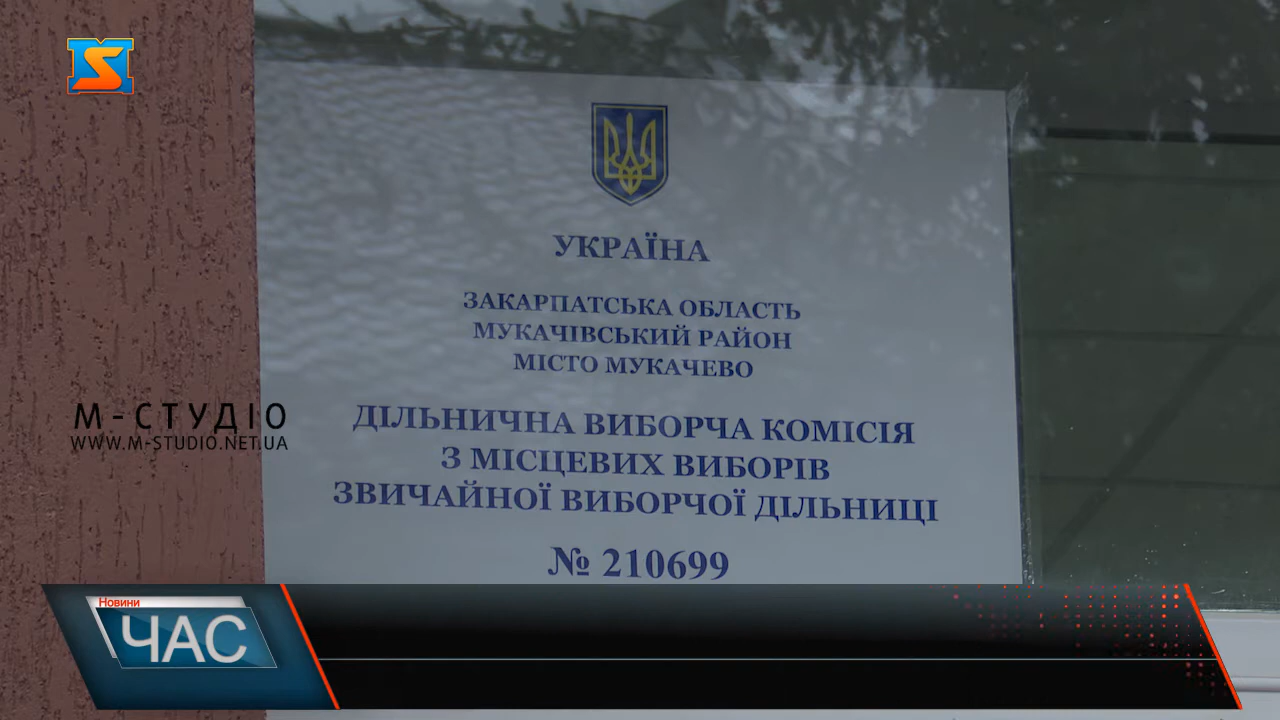 УКРАЇНА
ЗАКАРПАТСЬКА ОБЛАСТЬ
МУКАЧІВСЬКИЙ РАЙОН
МІСТО МУКАЧЕВО
ДІЛЬНИЧНА ВИБОРЧА КОМІСІЯ
З МІСЦЕВИХ ВИБОРІВ
ЗВИЧАЙНОЇ ВИБОРЧОЇ ДІЛЬНИЦІ
№ 210699
М-СТУДІО
WWW.M-STUDIO.NET.UA
Новини
ЧАС